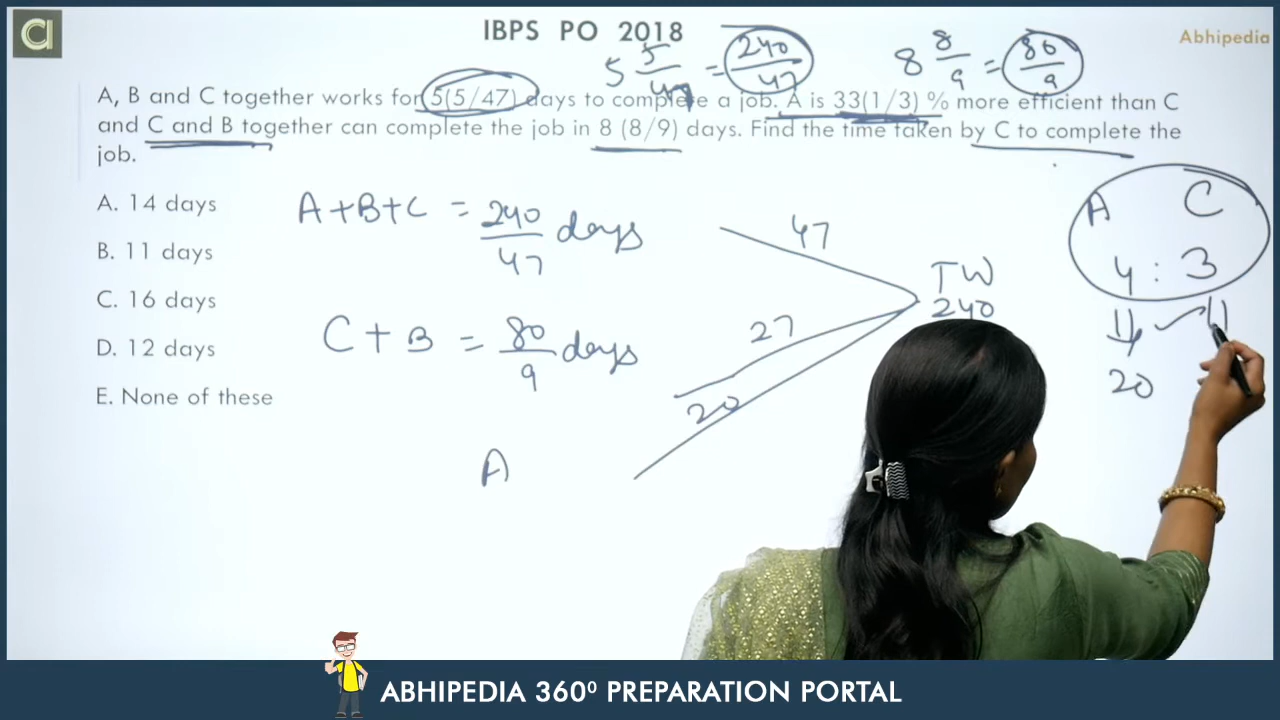 a
IBPS PO 2018
Abhipedia
5 5/47 = 240/47
8 8/9 = 80/9
A, B and C together works for 5(5/47) days to complete a job. A is 33(1/3) % more efficient than C
and C and B together can complete the job in 8 (8/9) days. Find the time taken by C to complete the
job.
A. 14 days
B. 11 days
C. 16 days
D. 12 days
E. None of these
A+B+C = 240/47 days
C + B = 80/9 days
A
47
27
20
TW
240
A C
4 : 3
20
ABHIPEDIA 360⁰ PREPARATION PORTAL